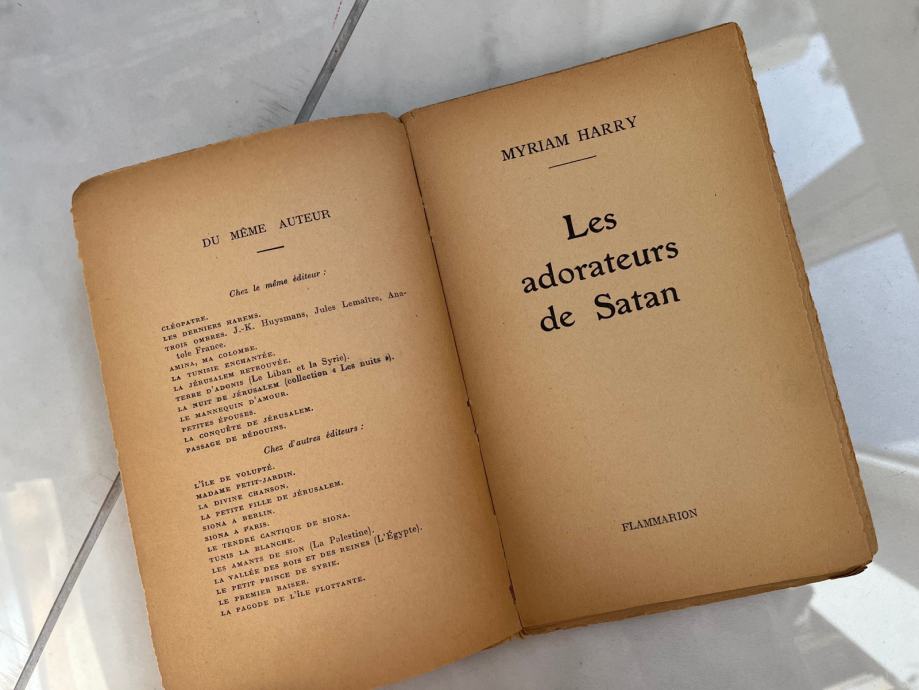 DU MÊME AUTEUR
Chez le même éditeur :
CLÉOPATRE.
LES DERNIERS HAREMS.
TROIS OMBRES. J.-K. Huysmans, Jules Lemaître, Ana-
tole France.
AMINA, MA COLOMBE.
LA TUNISIE ENCHANTÉE.
LA JÉRUSALEM RETROUVÉE.
TERRE D'ADONIS (Le Liban et la Syrie).
LA NUIT DE JÉRUSALEM (collection « Les nuits »).
LE MANNEQUIN D'AMOUR.
PETITES ÉPOUSES.
LA CONQUÊTE DE JÉRUSALEM.
PASSAGE DE BÉDOUINS.
Chez d'autres éditeurs :
L'ÎLE DE VOLUPTÉ.
MADAME PETIT-JARDIN.
LA DIVINE CHANSON.
LA PETITE FILLE DE JÉRUSALEM.
SIONA A BERLIN.
SIONA A PARIS.
LE TENDRE CANTIQUE DE SIONA.
TUNIS LA BLANCHE.
LES AMANTS DE SION (La Palestine).
LA VALLÉE DES ROIS ET DES REINES (L'Égypte).
LE PETIT PRINCE DE SYRIE.
LE PREMIER BAISER.
LA PAGODE DE L'ÎLE FLOTTANTE.
MYRIAM HARRY
Les
adorateurs
de Satan
FLAMMARION